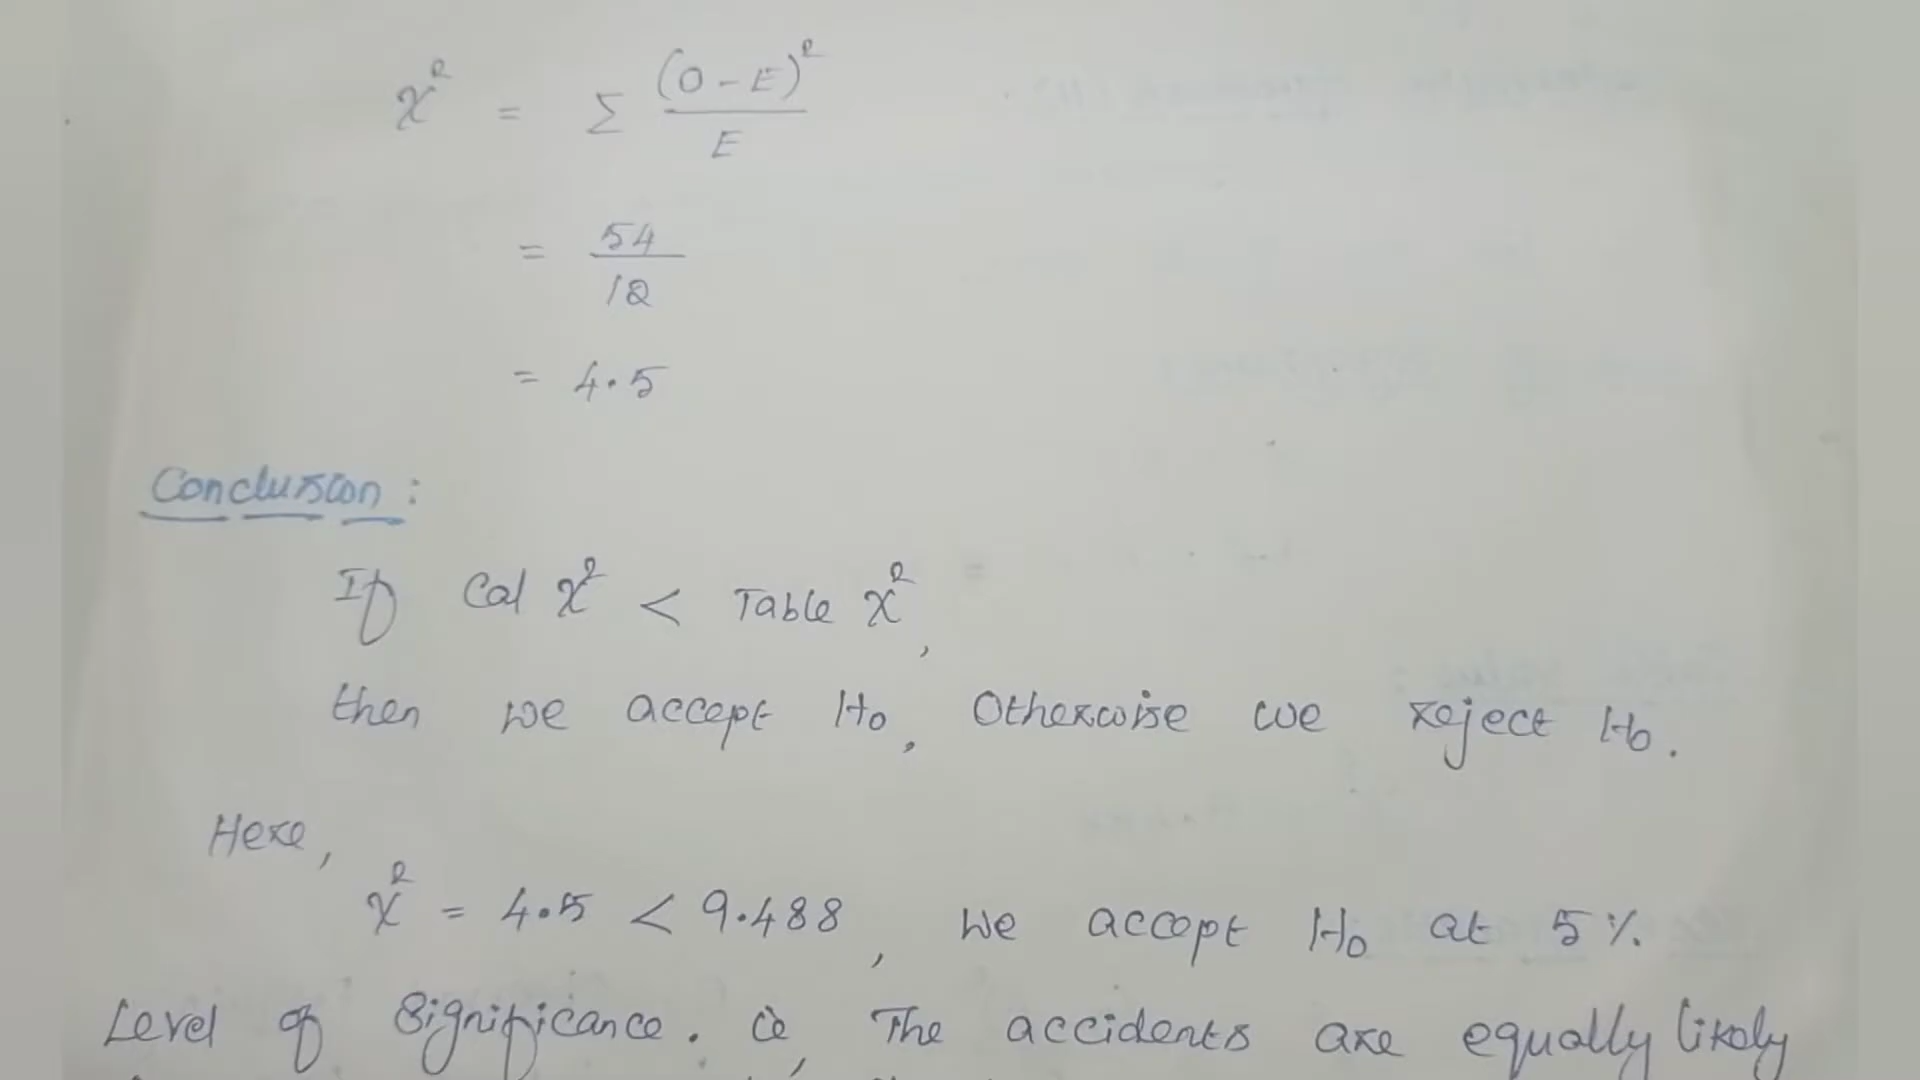 χ² = Σ (O-E)² / E
= 54 / 12
= 4.5
Conclusion:
If Cal χ² < Table χ²,
then we accept H₀, Otherwise we reject H₀.
Here,
χ² = 4.5 < 9.488, we accept H₀ at 5%
Level of Significance. ie, The accidents are equally likely